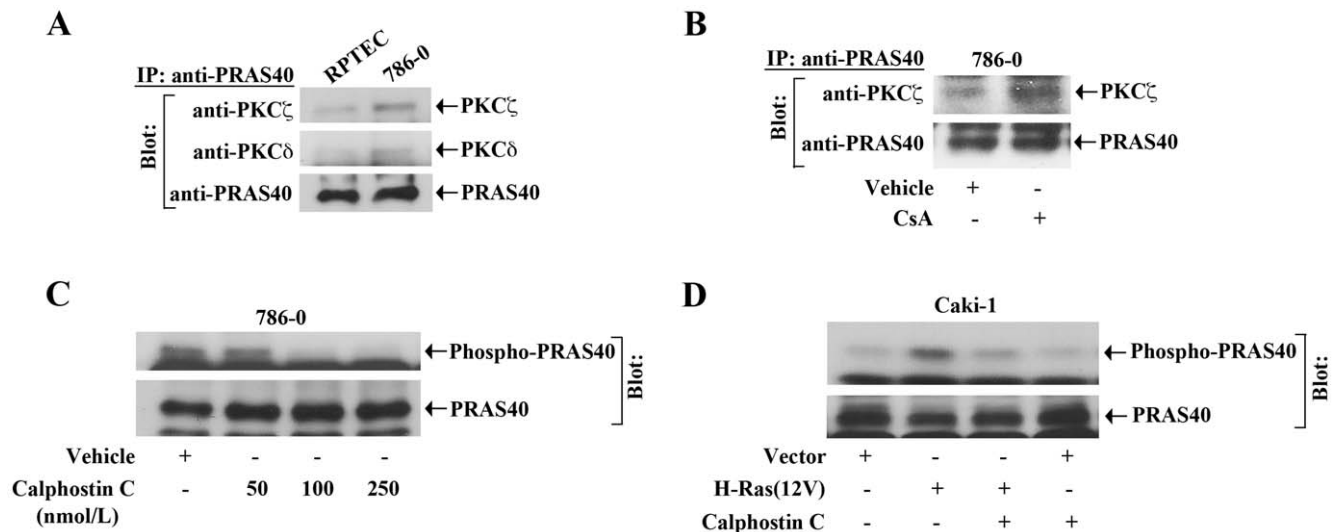 A
RPTEC 786-0
IP: anti-PRAS40
Blot:
anti-PKCζ ←PKCζ
anti-PKCδ ←PKCδ
anti-PRAS40 ←PRAS40
B
IP: anti-PRAS40 786-0
Blot:
anti-PKCζ ←PKCζ
anti-PRAS40 ←PRAS40
Vehicle + -
CsA - +
C
786-0
←Phospho-PRAS40
Blot:
←PRAS40
Vehicle + - - -
Calphostin C - 50 100 250
(nmol/L)
D
Caki-1
←Phospho-PRAS40
Blot:
←PRAS40
Vector + - - +
H-Ras(12V) - + + -
Calphostin C - - + +